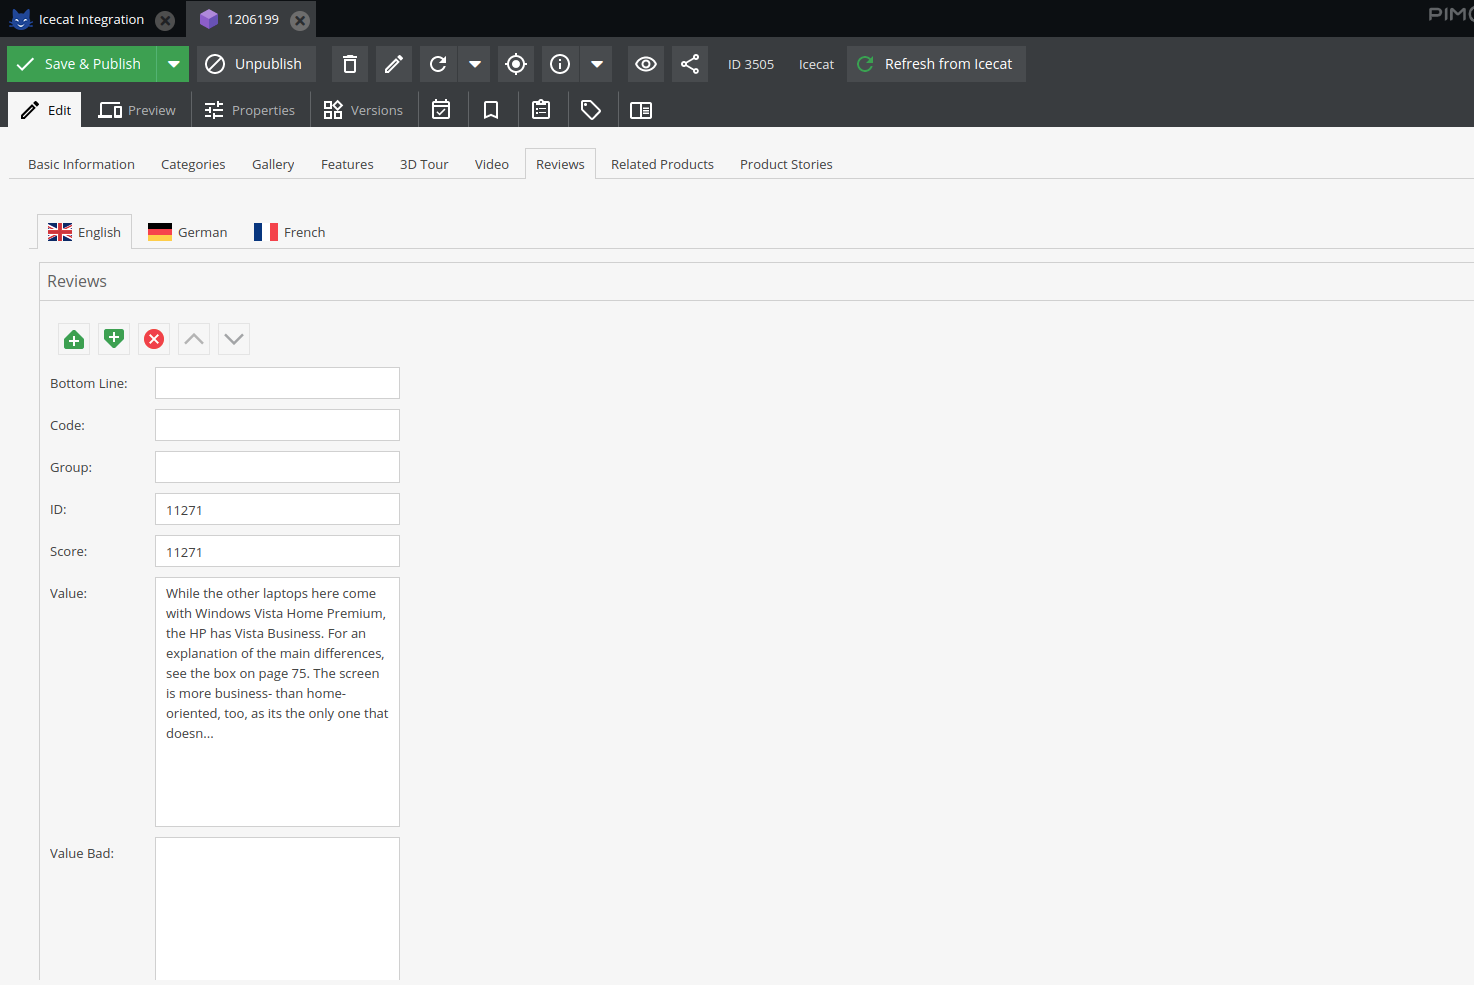 Icecat Integration
1206199
Save & Publish
Unpublish
ID 3505
Icecat
Refresh from Icecat
Edit
Preview
Properties
Versions
Basic Information
Categories
Gallery
Features
3D Tour
Video
Reviews
Related Products
Product Stories
English
German
French
Reviews
Bottom Line:
Code:
Group:
ID:
11271
Score:
11271
Value:
While the other laptops here come
with Windows Vista Home Premium,
the HP has Vista Business. For an
explanation of the main differences,
see the box on page 75. The screen
is more business- than home-
oriented, too, as its the only one that
doesn...
Value Bad: